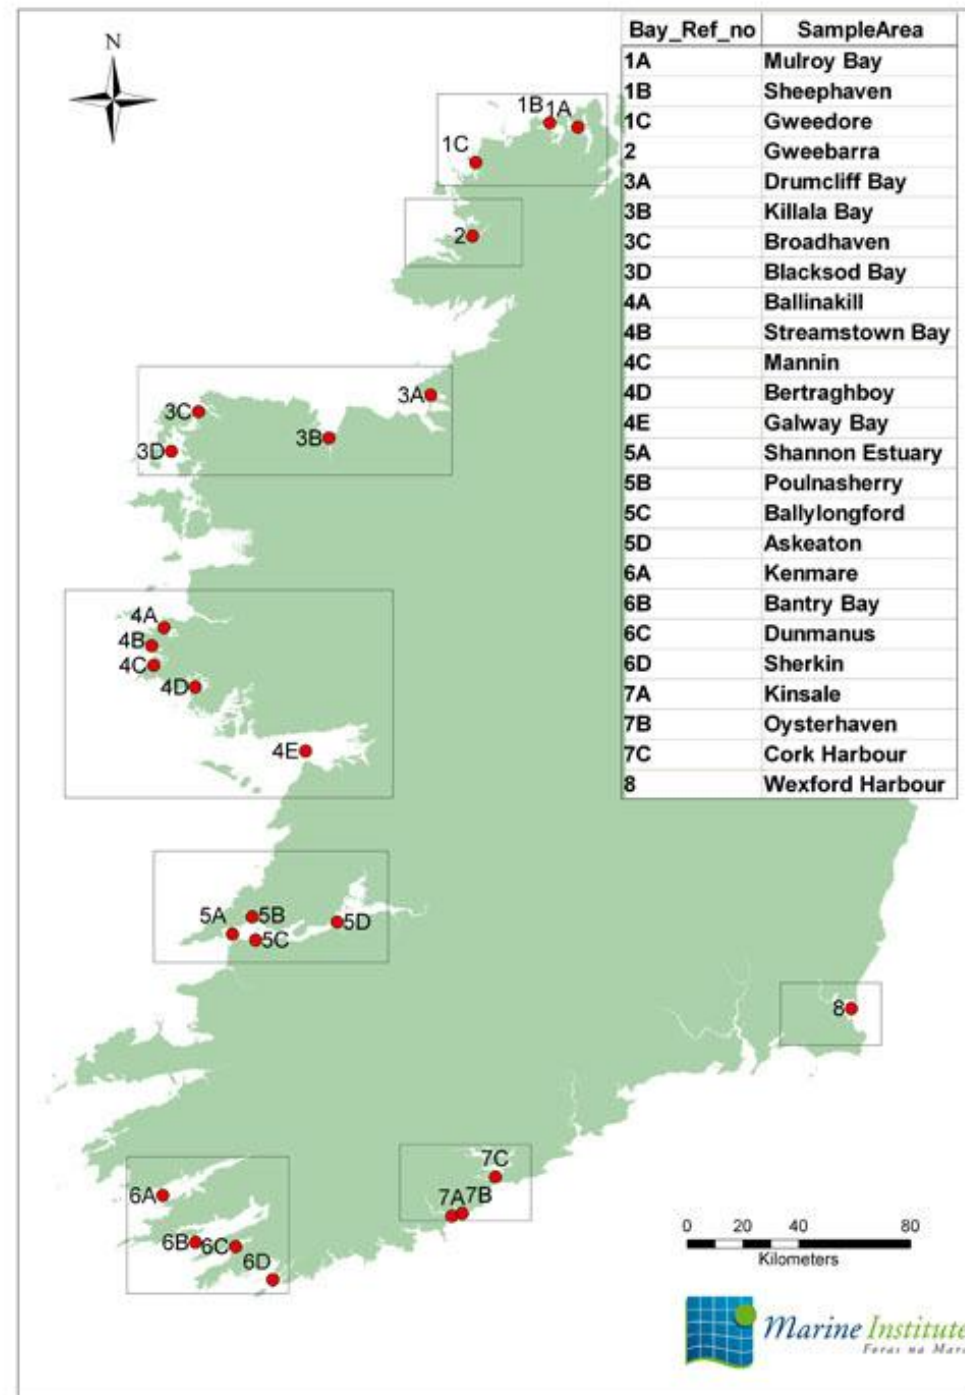 N
Bay_Ref_no SampleArea
1A Mulroy Bay
1B Sheephaven
1C Gweedore
2 Gweebarra
3A Drumcliff Bay
3B Killala Bay
3C Broadhaven
3D Blacksod Bay
4A Ballinakill
4B Streamstown Bay
4C Mannin
4D Bertraghboy
4E Galway Bay
5A Shannon Estuary
5B Poulnasherry
5C Ballylongford
5D Askeaton
6A Kenmare
6B Bantry Bay
6C Dunmanus
6D Sherkin
7A Kinsale
7B Oysterhaven
7C Cork Harbour
8 Wexford Harbour
1B 1A
1C
2
3A
3C
3B
3D
4A
4B
4C
4D
4E
5A 5B 5D
5C
8
7C
6A
7A 7B
6B 6C
6D
0 20 40 80
Kilometers
Marine Institute
Foras na Mara